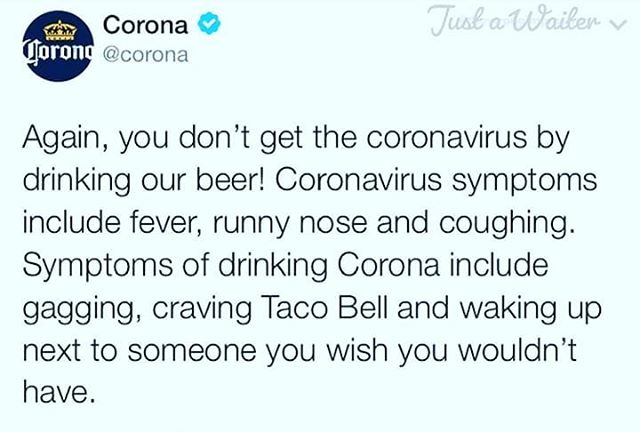 Corona
Just a Waiter
Corona
@corona
Again, you don't get the coronavirus by
drinking our beer! Coronavirus symptoms
include fever, runny nose and coughing.
Symptoms of drinking Corona include
gagging, craving Taco Bell and waking up
next to someone you wish you wouldn't
have.